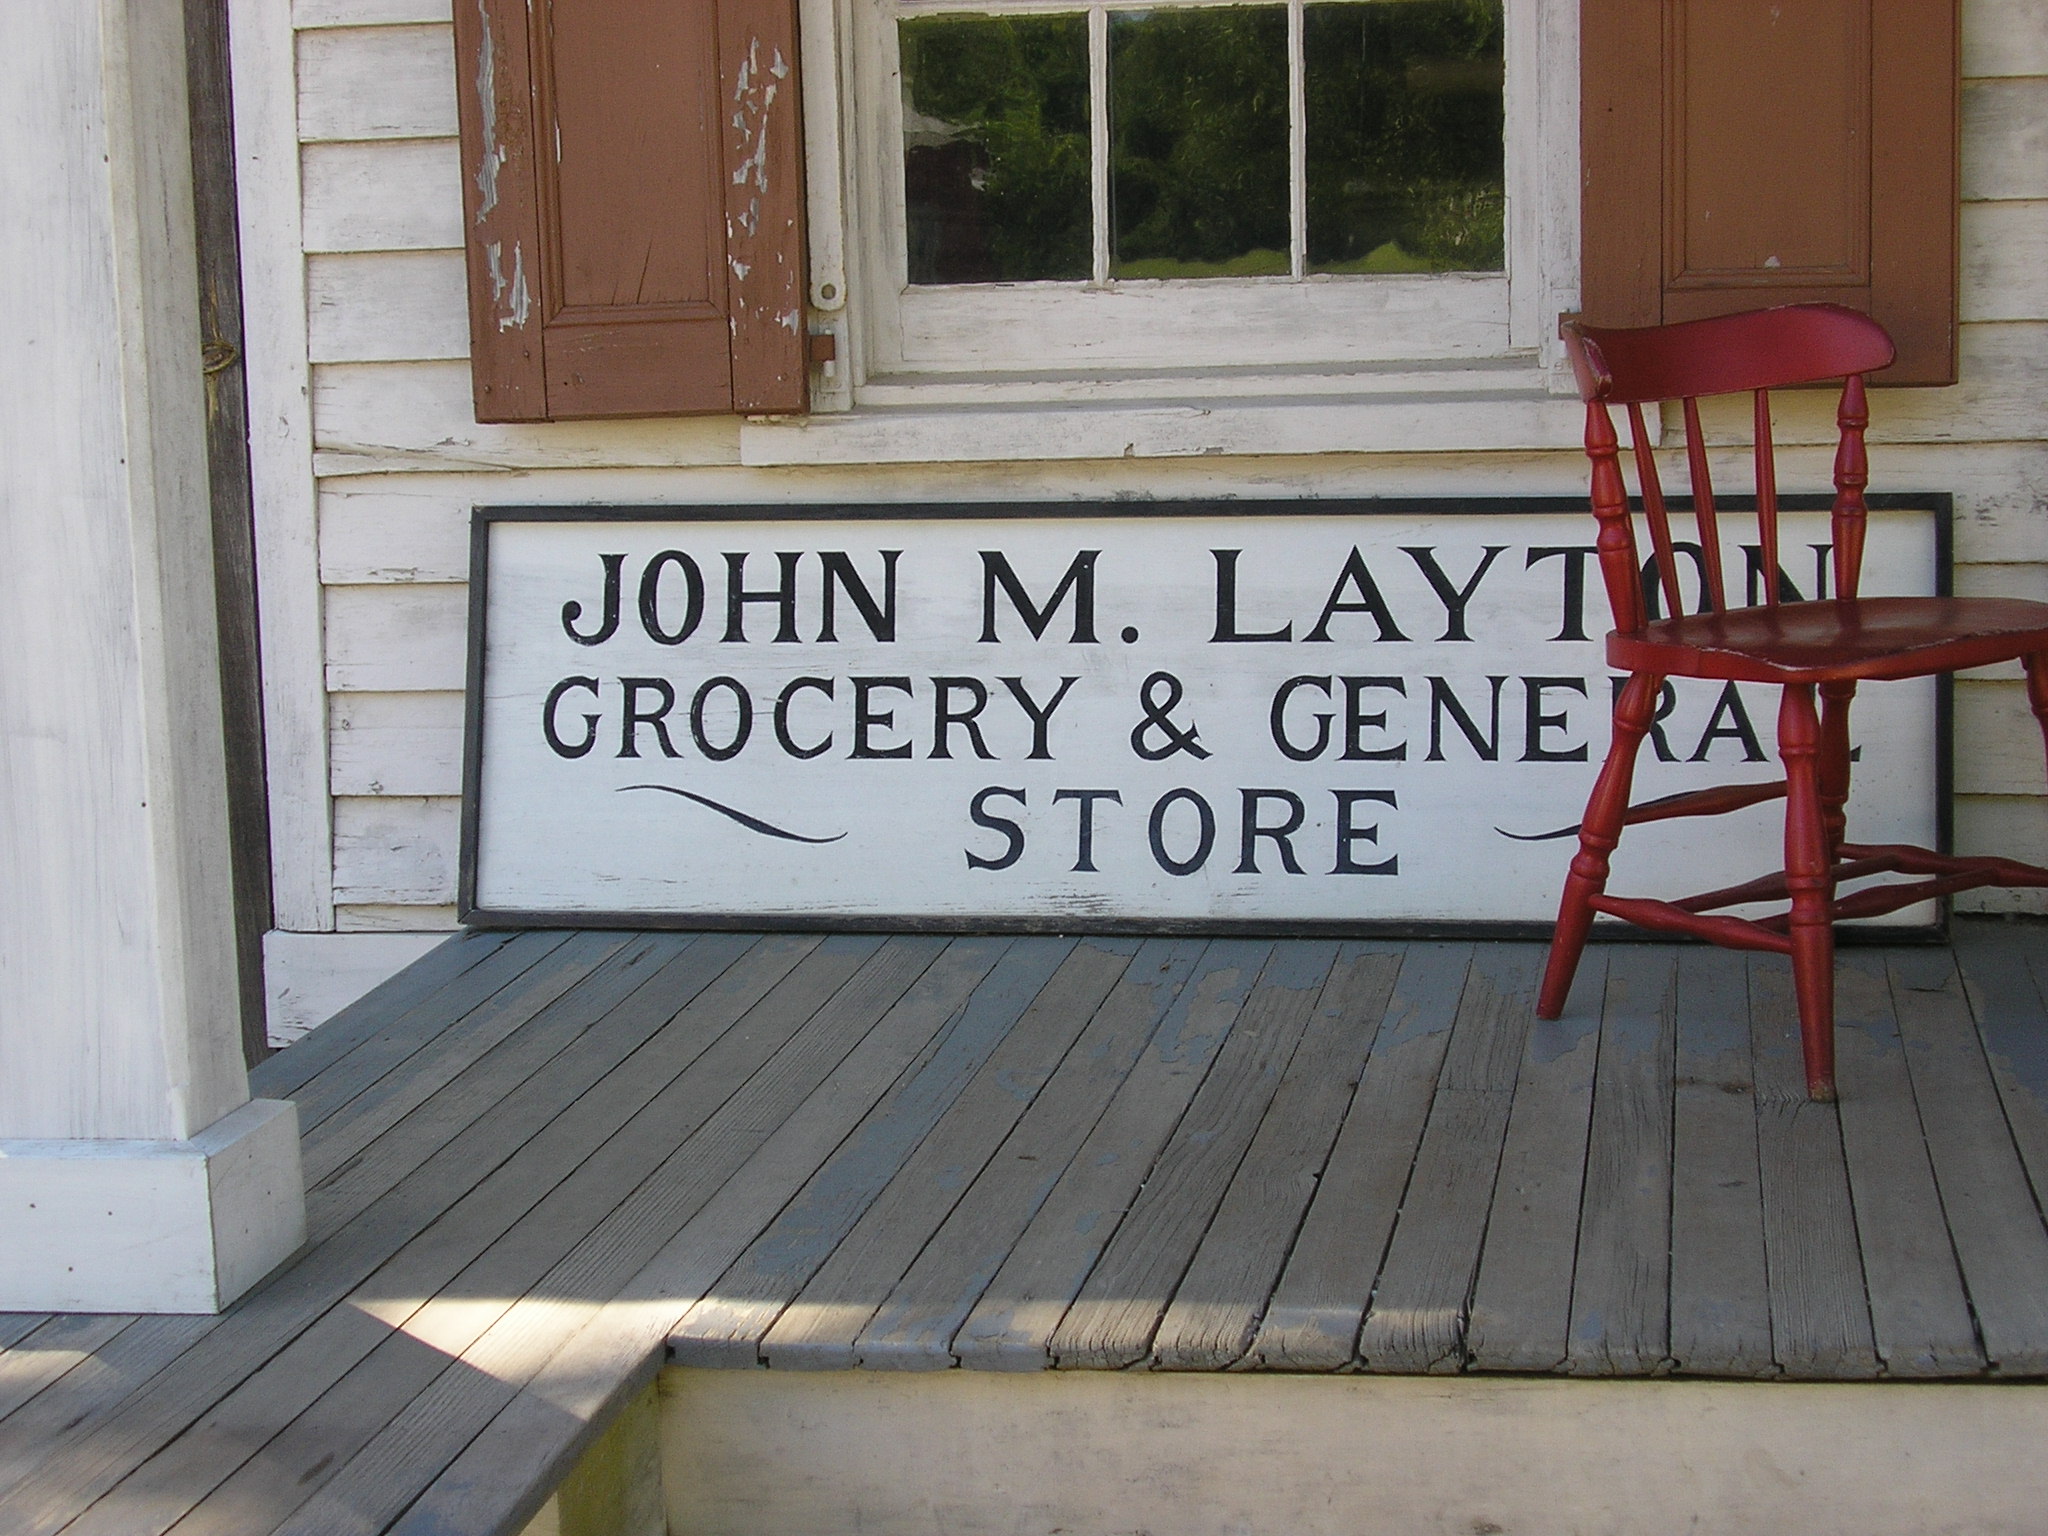 JOHN M. LAYTON
GROCERY & GENERAL
STORE